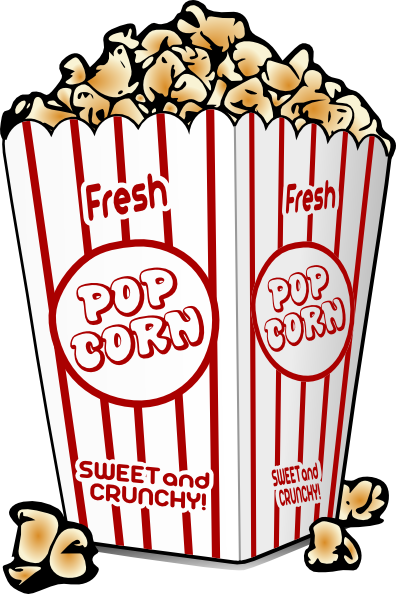 Fresh
POP
CORN
SWEET and
CRUNCHY!
Fresh
POP
CORN
SWEET and
CRUNCHY!